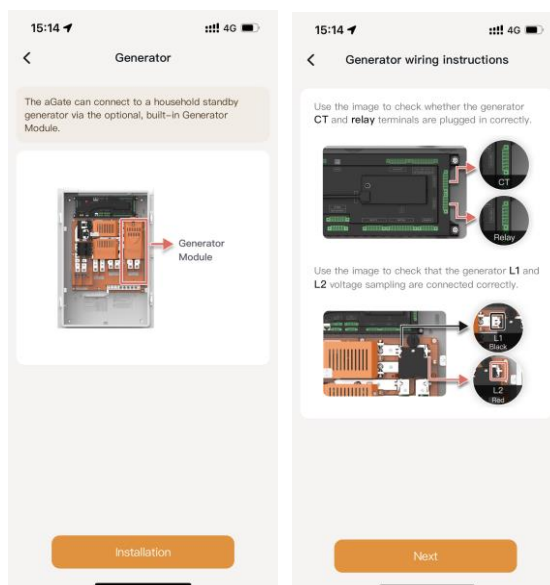 15:14
4G
Generator
The aGate can connect to a household standby
generator via the optional, built-in Generator
Module.
Generator
Module
Installation
15:14
4G
Generator wiring instructions
Use the image to check whether the generator
CT and relay terminals are plugged in correctly.
CT
Relay
Use the image to check that the generator L1 and
L2 voltage sampling are connected correctly.
L1
Black
L2
Red
Next